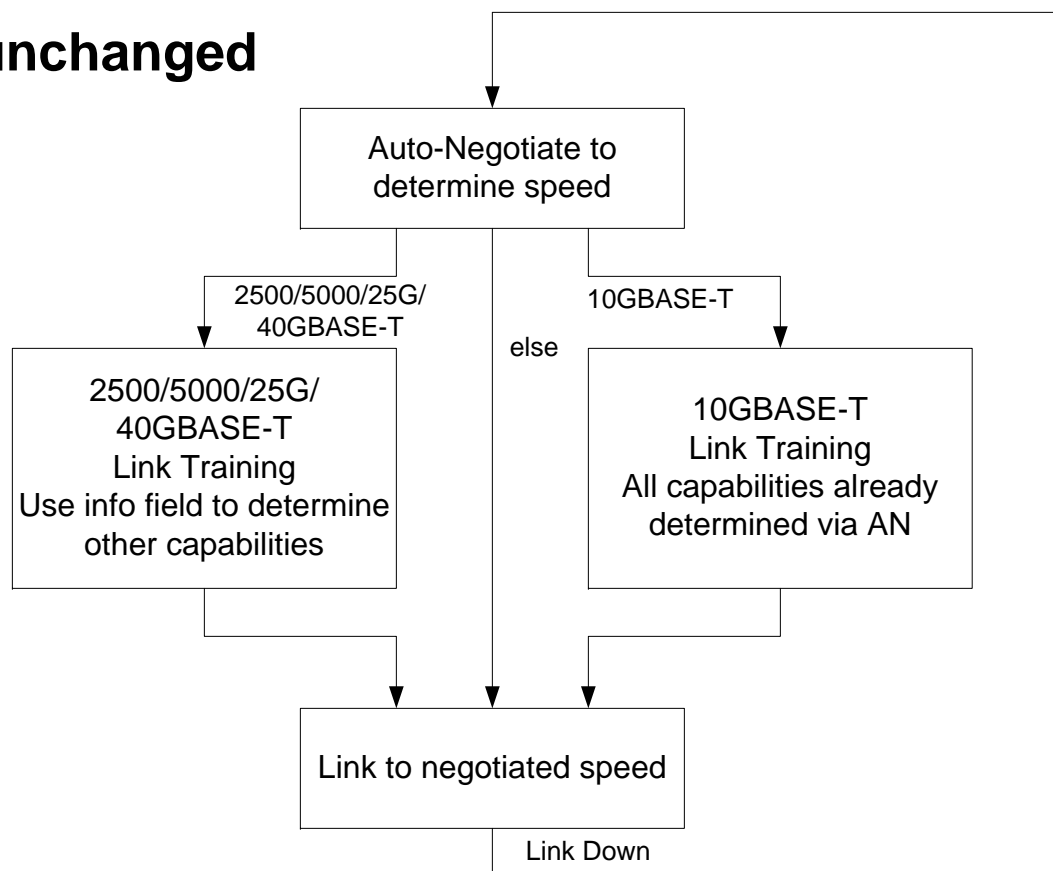 unchanged
Auto-Negotiate to
determine speed
2500/5000/25G/
40GBASE-T
else
10GBASE-T
2500/5000/25G/
40GBASE-T
Link Training
Use info field to determine
other capabilities
10GBASE-T
Link Training
All capabilities already
determined via AN
Link to negotiated speed
Link Down